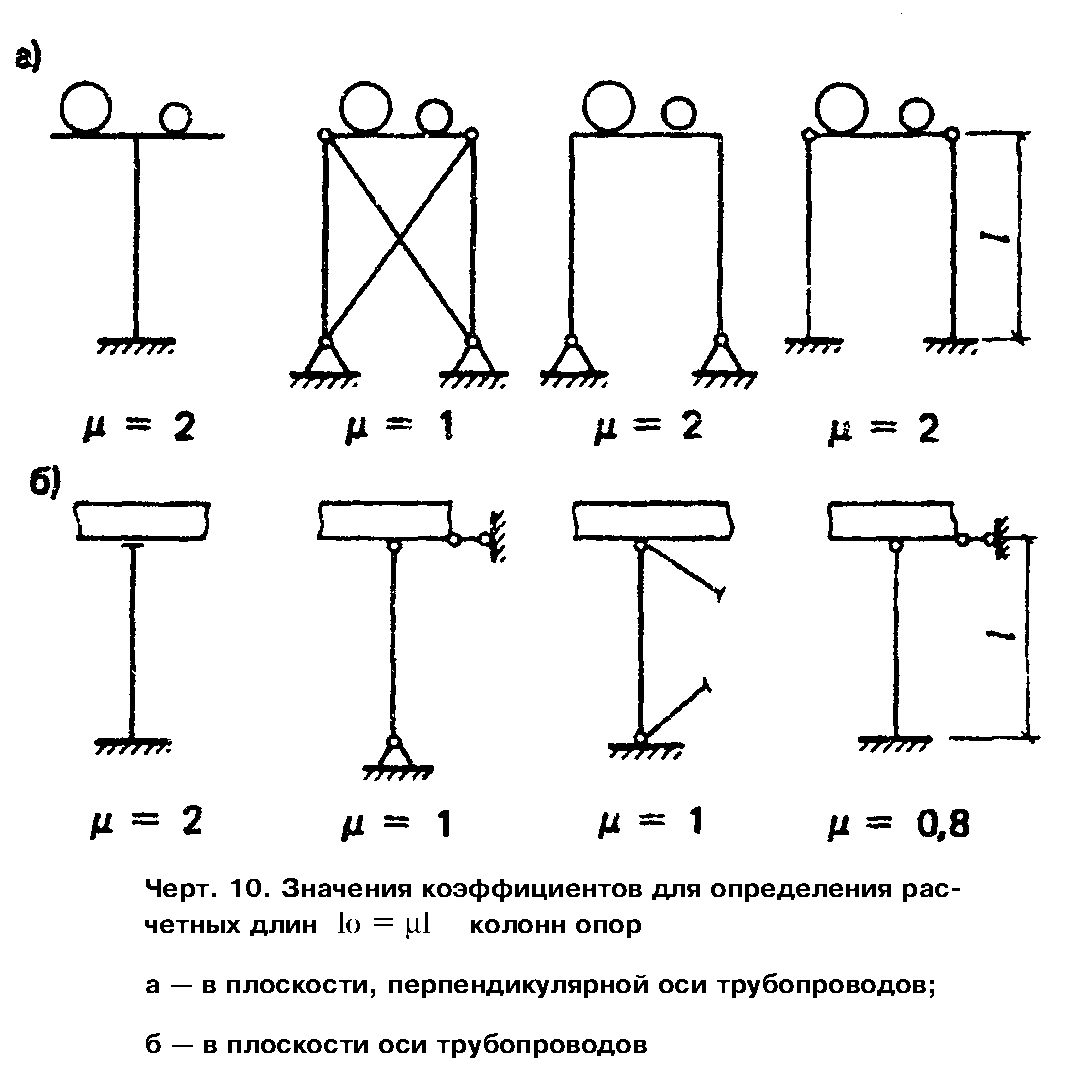 а)
l
μ = 2 μ = 1 μ = 2 μ = 2
б)
l
μ = 2 μ = 1 μ = 1 μ = 0,8
Черт. 10. Значения коэффициентов для определения рас-
четных длин lo = μl колонн опор
а — в плоскости, перпендикулярной оси трубопроводов;
б — в плоскости оси трубопроводов